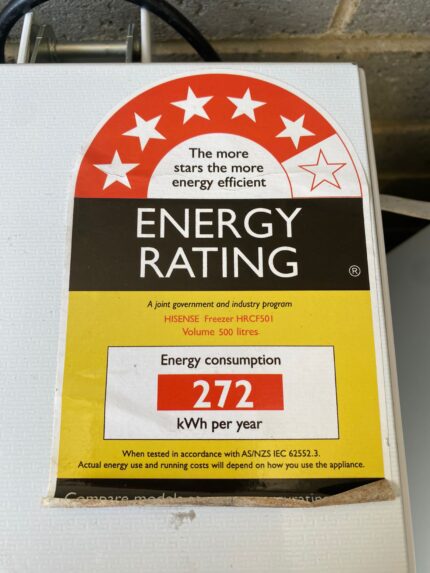 The more
stars the more
energy efficient
ENERGY
RATING
®
A joint government and industry program
HISENSE Freezer HRCF501
Volume 500 litres
Energy consumption
272
kWh per year
When tested in accordance with AS/NZS IEC 62552.3.
Actual energy use and running costs will depend on how you use the appliance.
Compare models